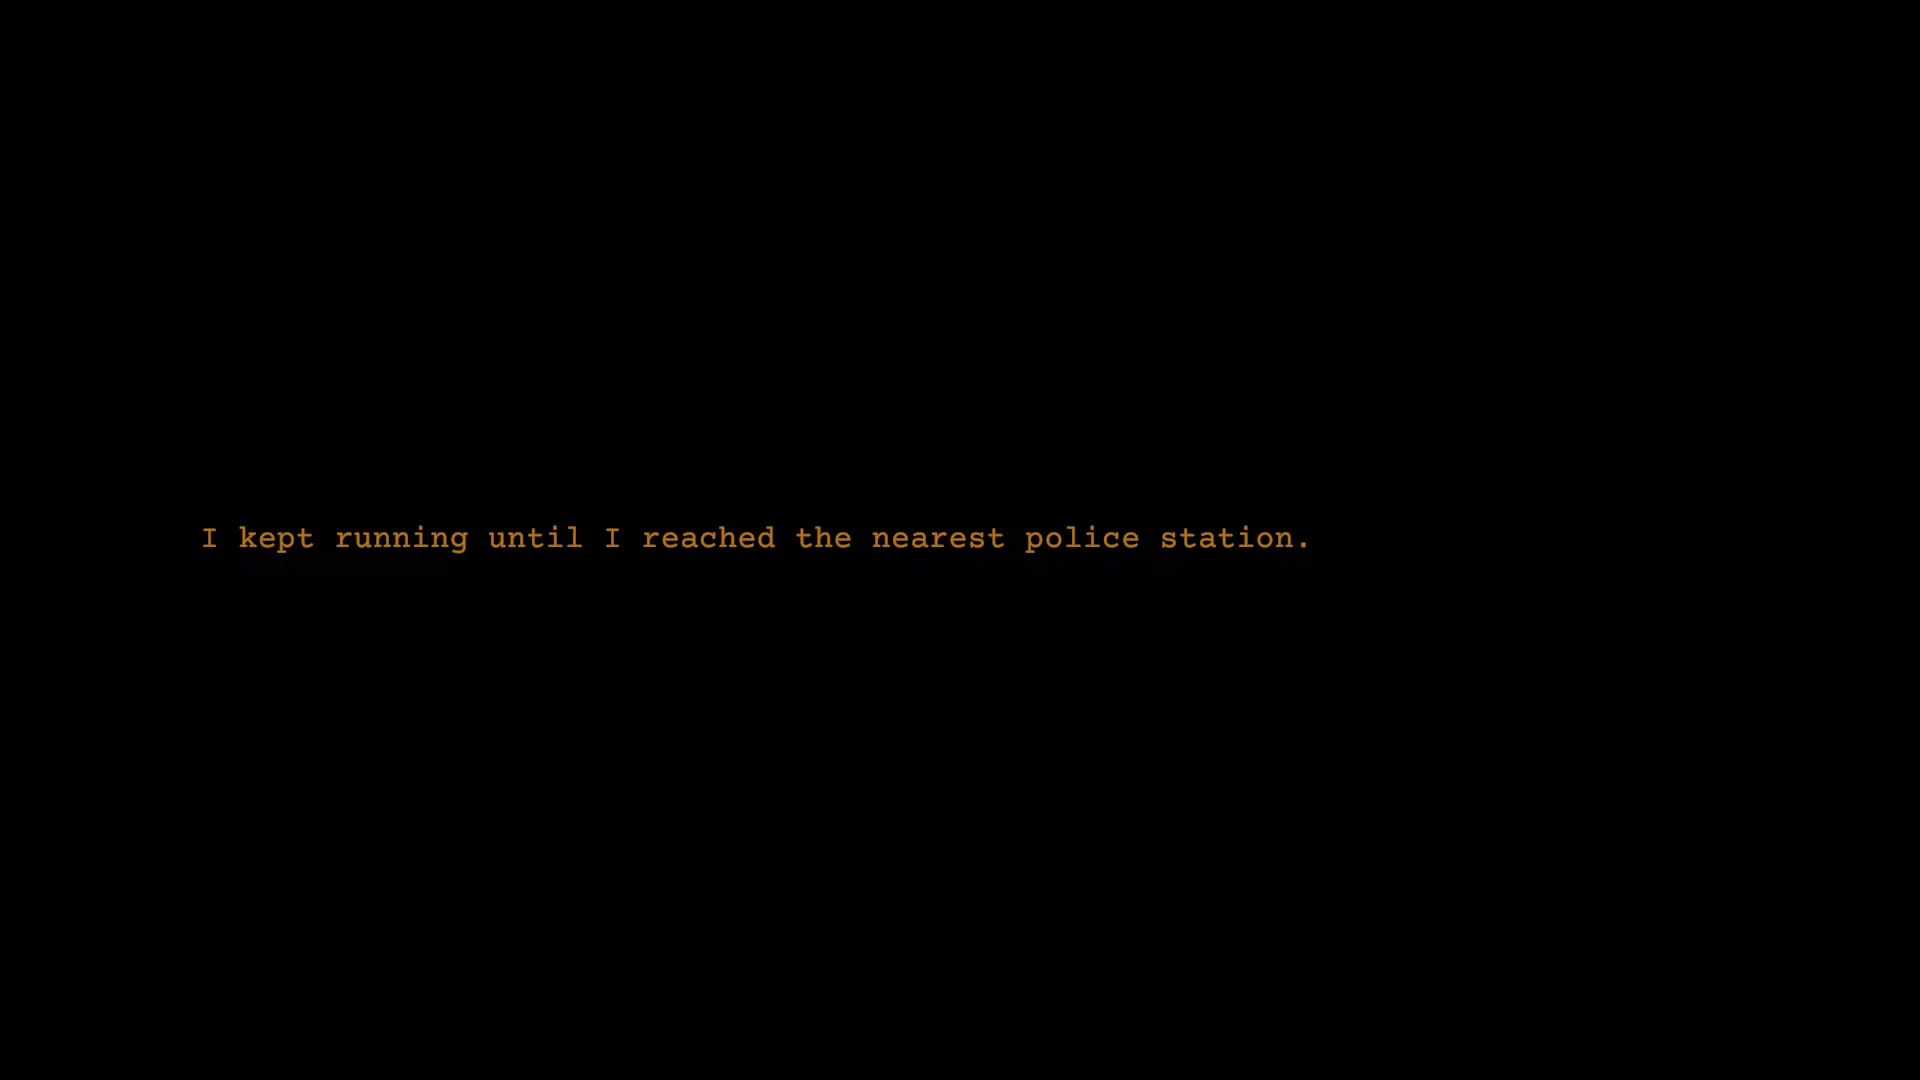 I kept running until I reached the nearest police station.